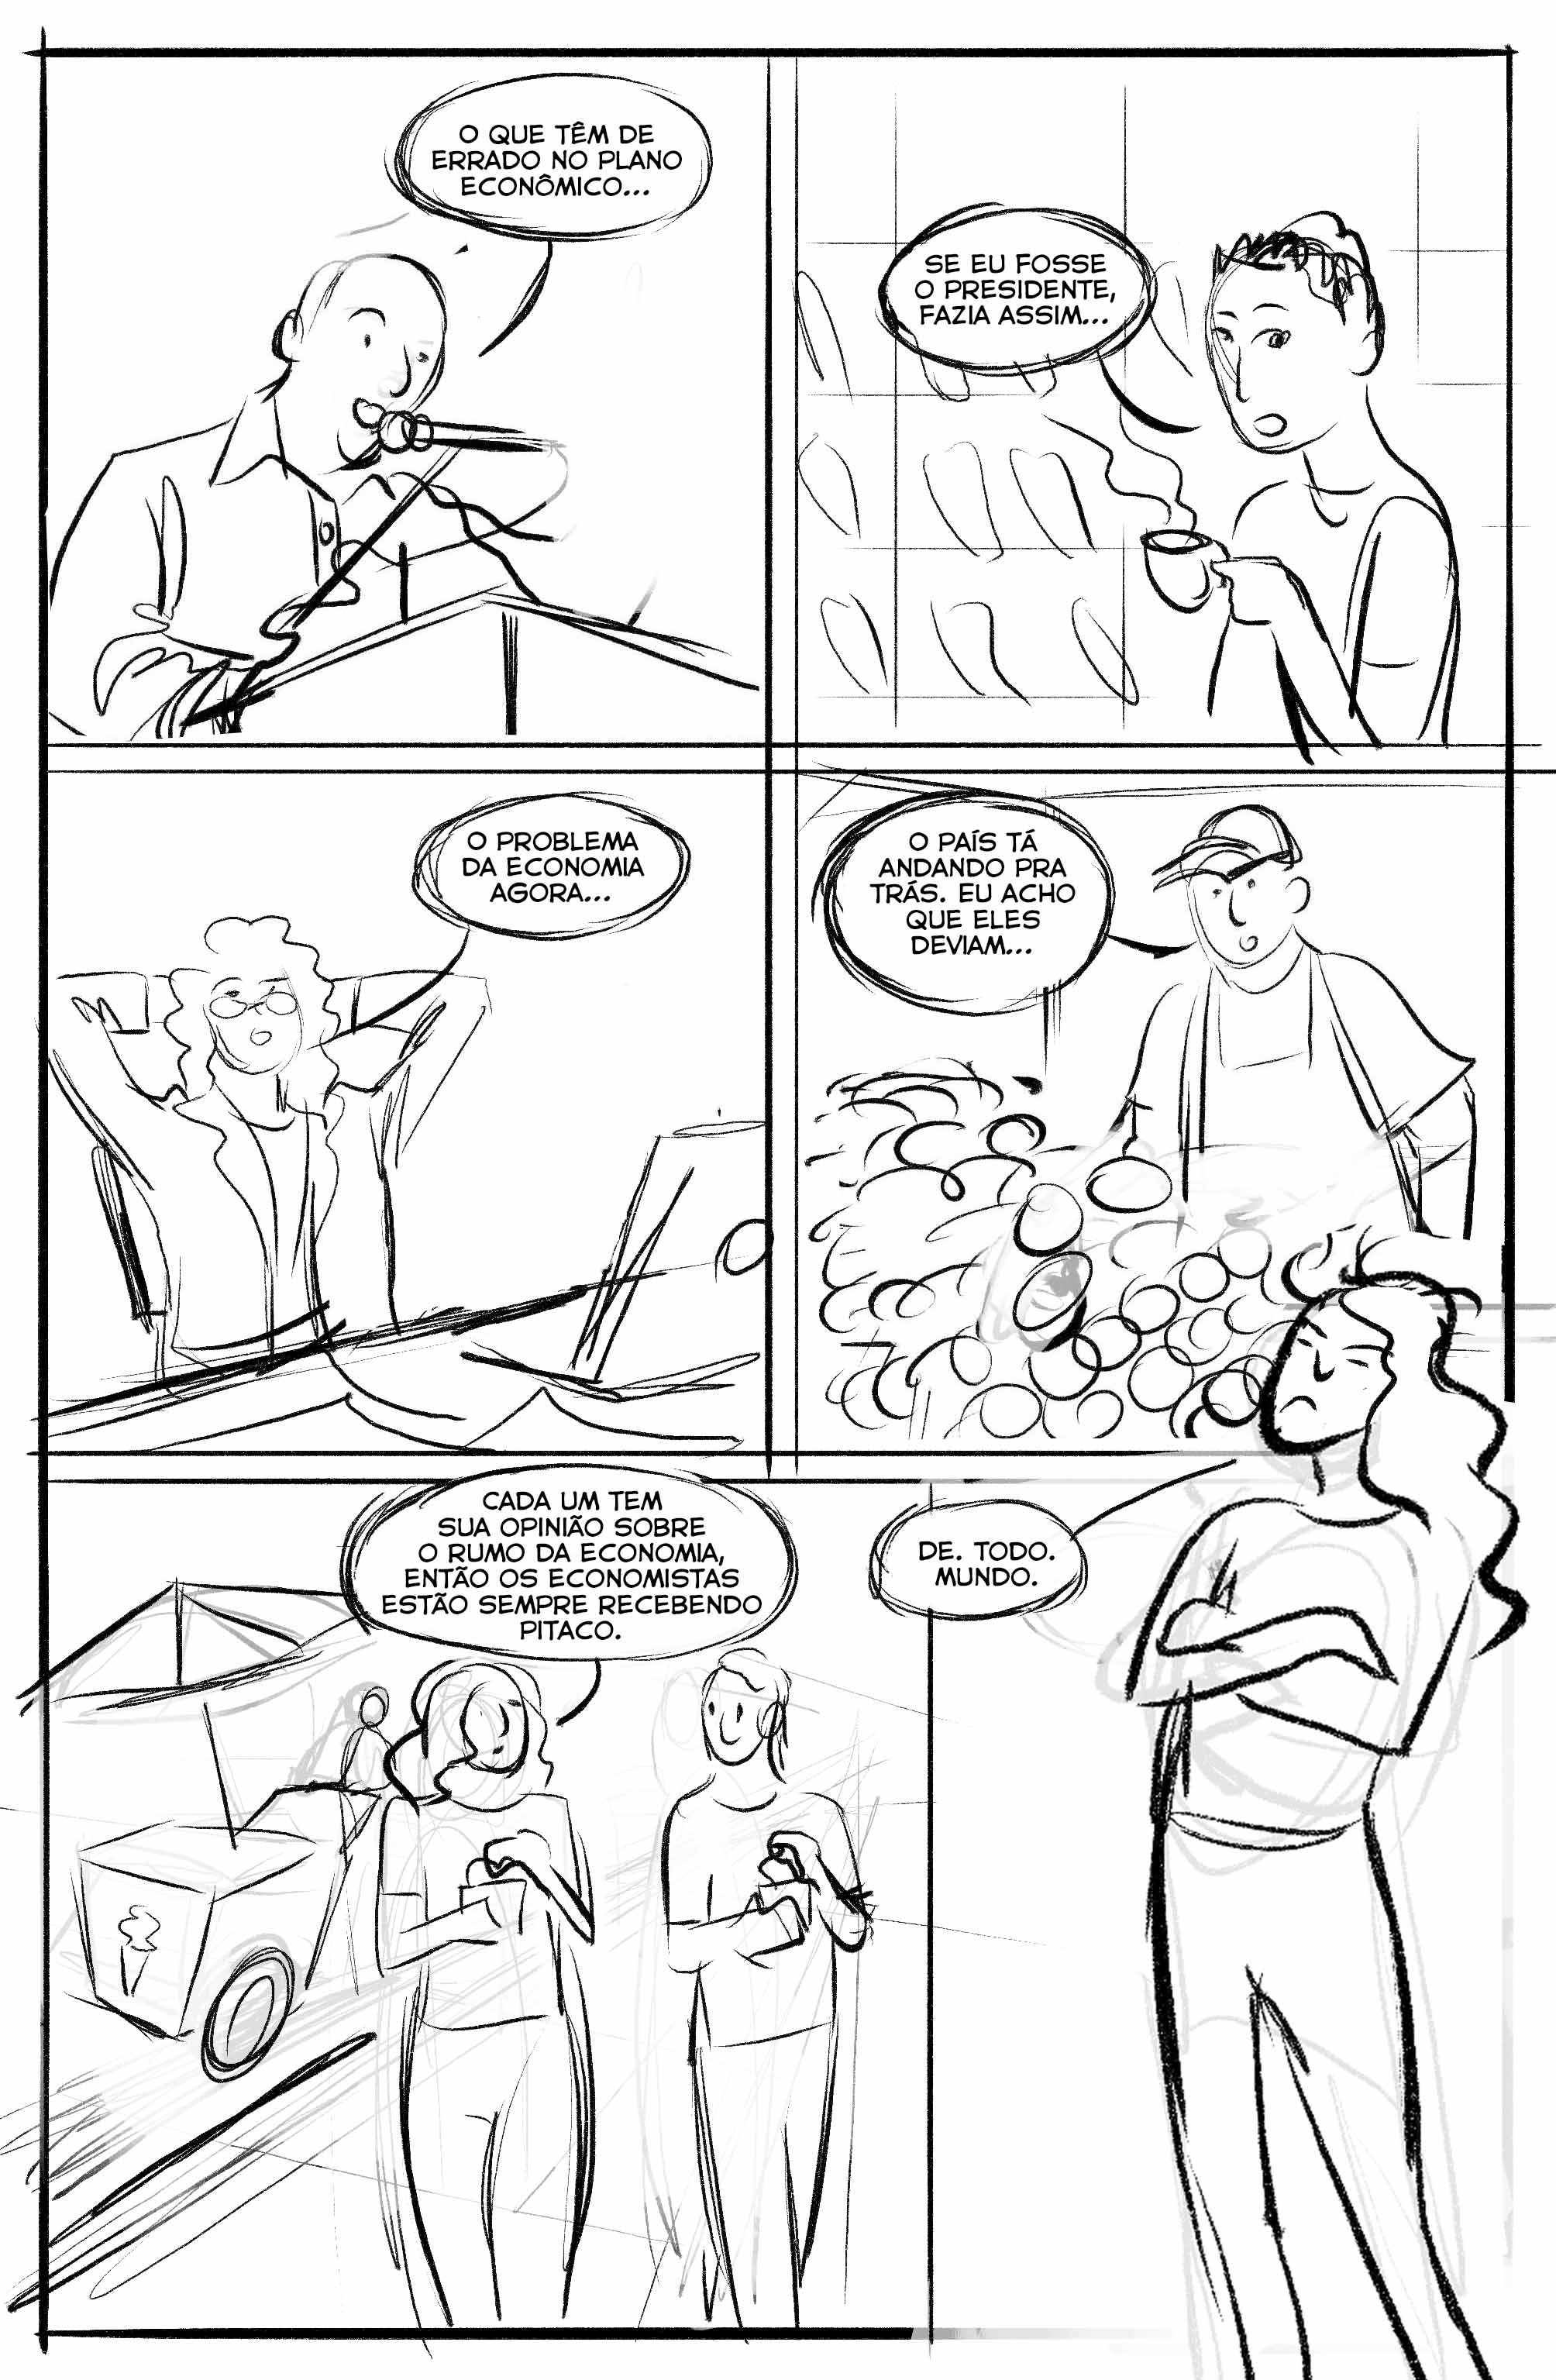 O QUE TÊM DE
ERRADO NO PLANO
ECONÔMICO...
SE EU FOSSE
O PRESIDENTE,
FAZIA ASSIM...
O PROBLEMA
DA ECONOMIA
AGORA...
O PAÍS TÁ
ANDANDO PRA
TRÁS. EU ACHO
QUE ELES
DEVIAM...
CADA UM TEM
SUA OPINIÃO SOBRE
O RUMO DA ECONOMIA,
ENTÃO OS ECONOMISTAS
ESTÃO SEMPRE RECEBENDO
PITACO.
DE. TODO.
MUNDO.